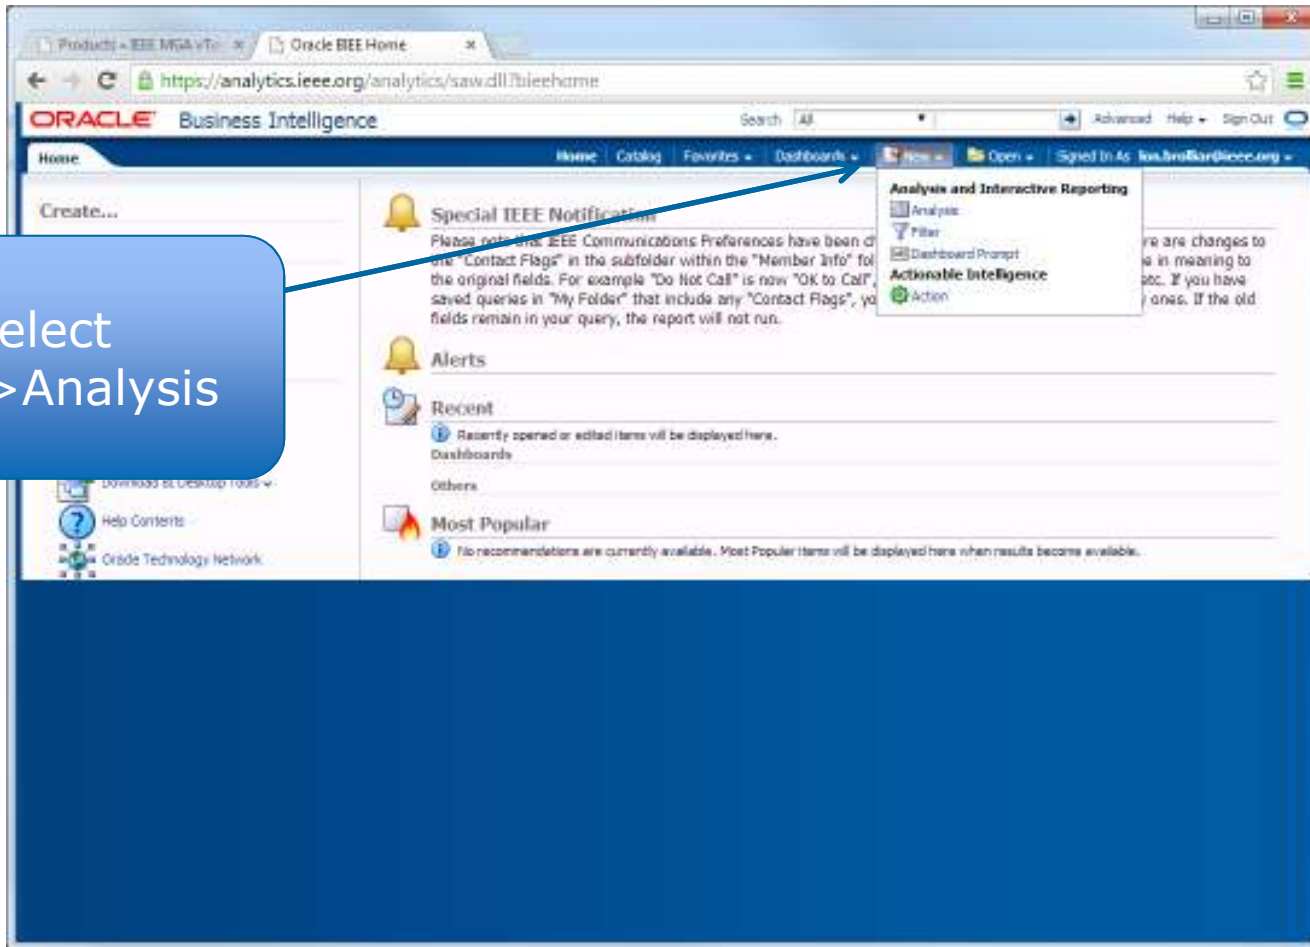 Products - IEEE MGA vTo
Oracle BIEE Home
https://analytics.ieee.org/analytics/saw.dll?bieehome
ORACLE Business Intelligence
Search All Advanced Help Sign Out
Home
Home Catalog Favorites Dashboards New Open Signed In As
Create...
Analysis and Interactive Reporting
Analysis
Filter
Dashboard Prompt
Actionable Intelligence
Action
Special IEEE Notification
Please note that IEEE Communications Preferences have been c re are changes to
the "Contact Flags" in the subfolder within the "Member Info" fol e in meaning to
the original fields. For example "Do Not Call" is now "OK to Call", etc. If you have
saved queries in "My Folder" that include any "Contact Flags", yo ones. If the old
fields remain in your query, the report will not run.
elect
>Analysis
Alerts
Recent
Recently opened or edited items will be displayed here.
Dashboards
Others
Download BI Desktop Tools
Help Contents
Oracle Technology Network
Most Popular
No recommendations are currently available. Most Popular items will be displayed here when results become available.